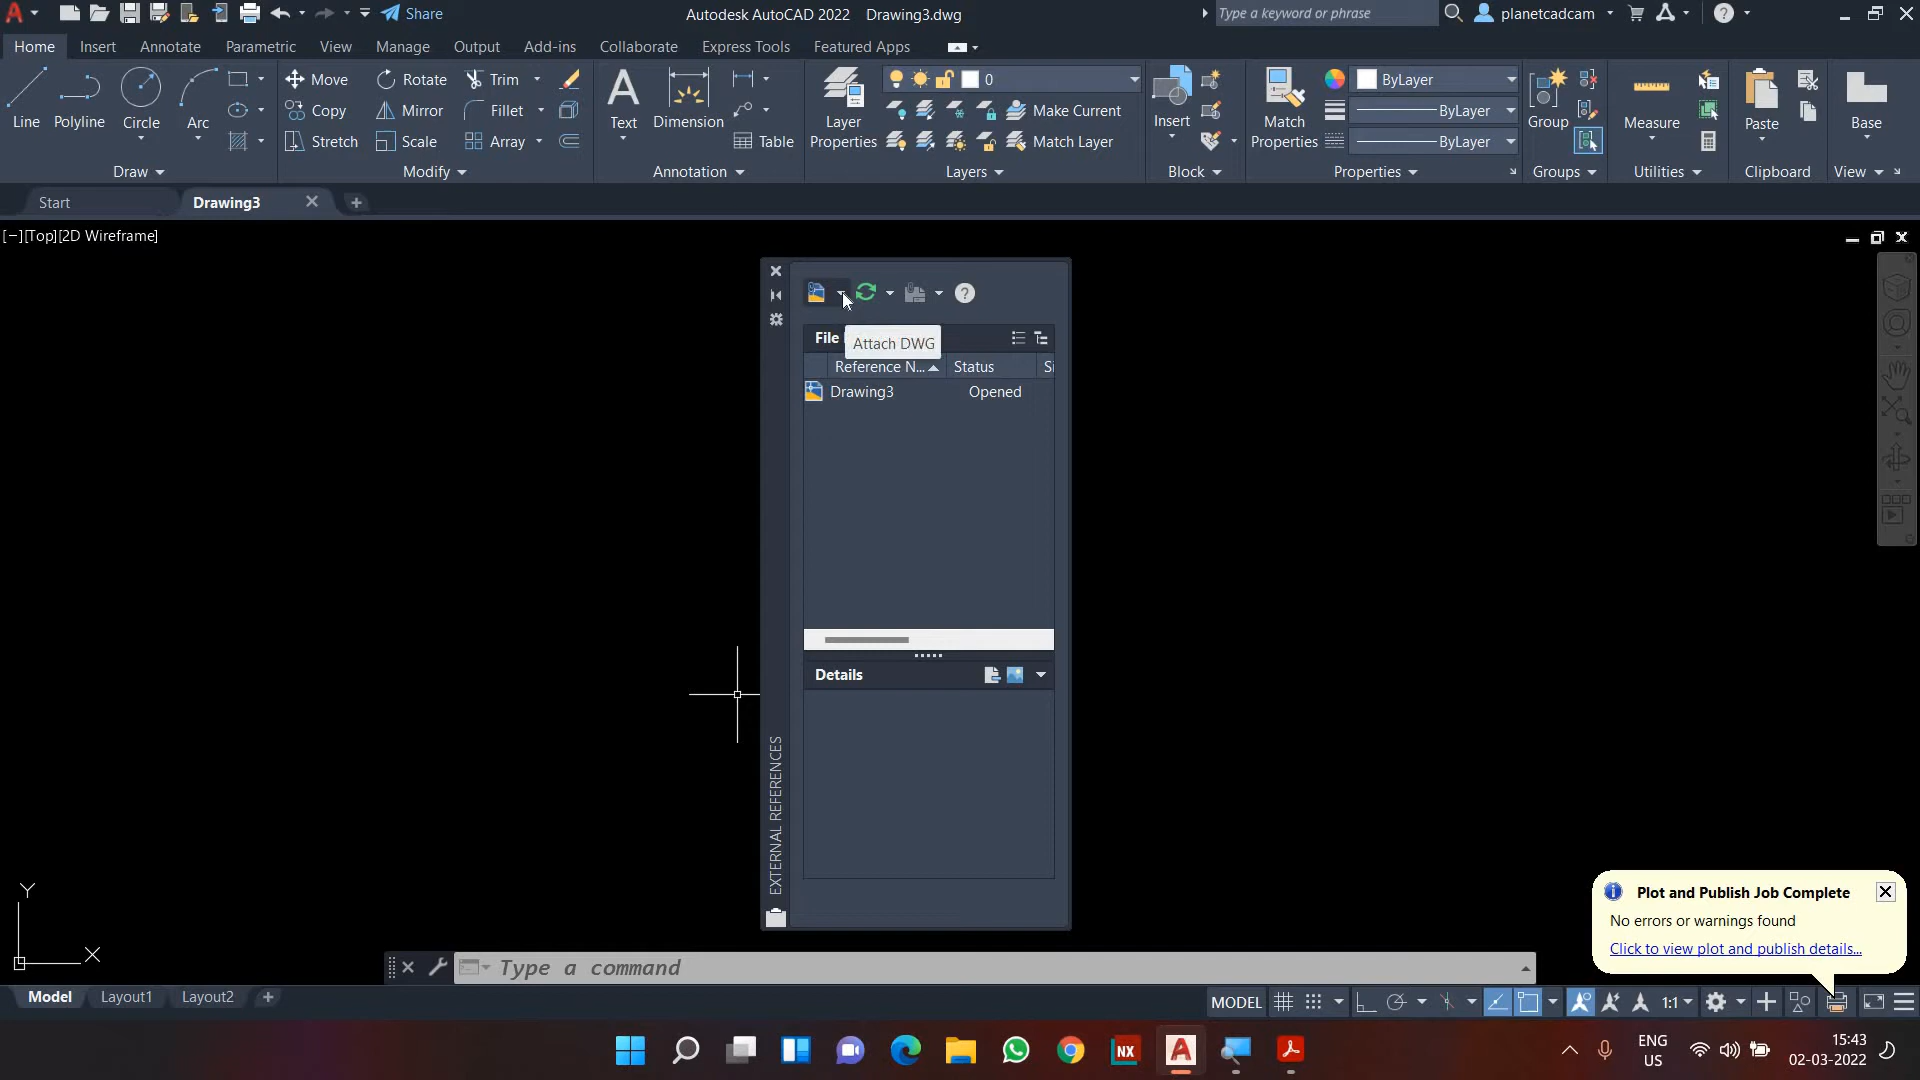 Share
Autodesk AutoCAD 2022 Drawing3.dwg
Type a keyword or phrase
planetcadcam
Home Insert Annotate Parametric View Manage Output Add-ins Collaborate Express Tools Featured Apps
Line Polyline Circle Arc
Draw
Move Rotate Trim
Copy Mirror Fillet
Stretch Scale Array
Modify
Text Dimension Table
Annotation
Layer
Properties
0
Make Current
Match Layer
Layers
Insert
Block
Match
Properties
ByLayer
ByLayer
ByLayer
Properties
Group
Groups
Measure
Utilities
Paste
Clipboard
Base
View
Start Drawing3
[−][Top][2D Wireframe]
File
Attach DWG
Reference N... Status
Drawing3 Opened
Details
EXTERNAL REFERENCES
Y
X
Plot and Publish Job Complete
No errors or warnings found
Click to view plot and publish details...
Type a command
Model Layout1 Layout2
MODEL
1:1
NX
ENG
US
15:43
02-03-2022